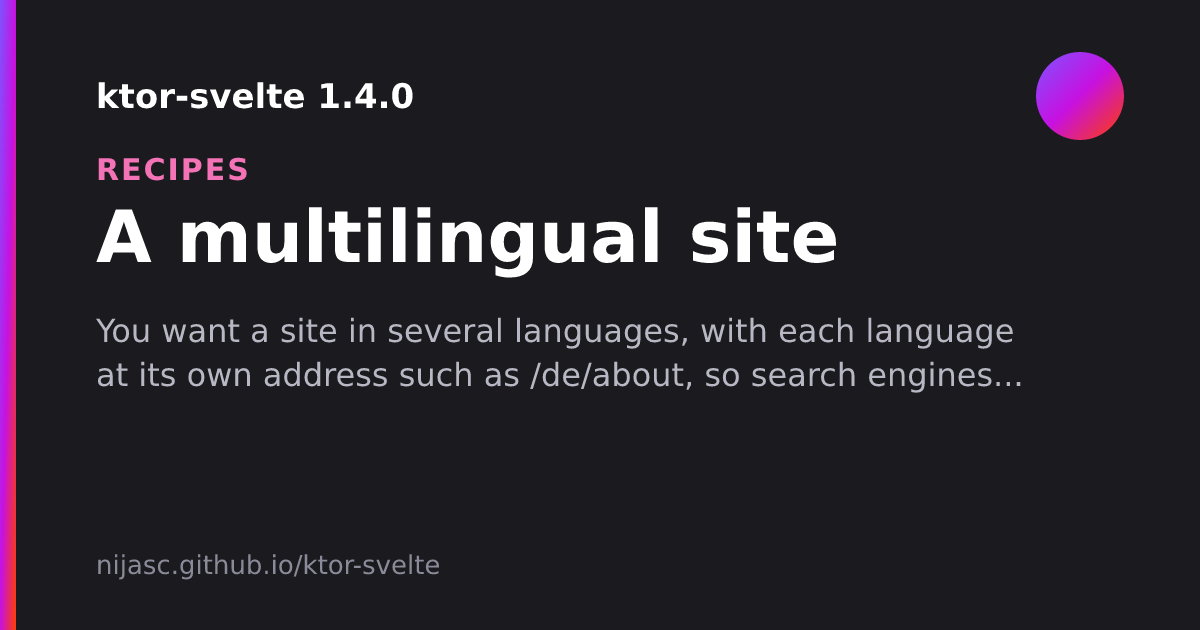 ktor-svelte 1.4.0
RECIPES
A multilingual site
You want a site in several languages, with each language
at its own address such as /de/about, so search engines...
nijasc.github.io/ktor-svelte